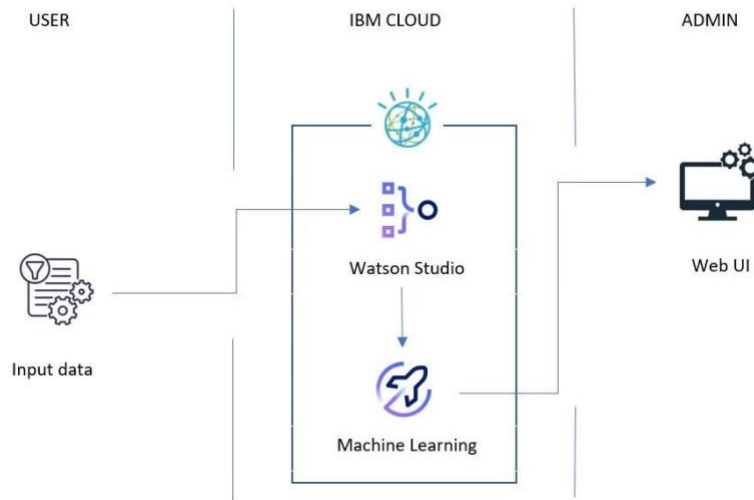 USER
IBM CLOUD
ADMIN
Watson Studio
Web UI
Input data
Machine Learning